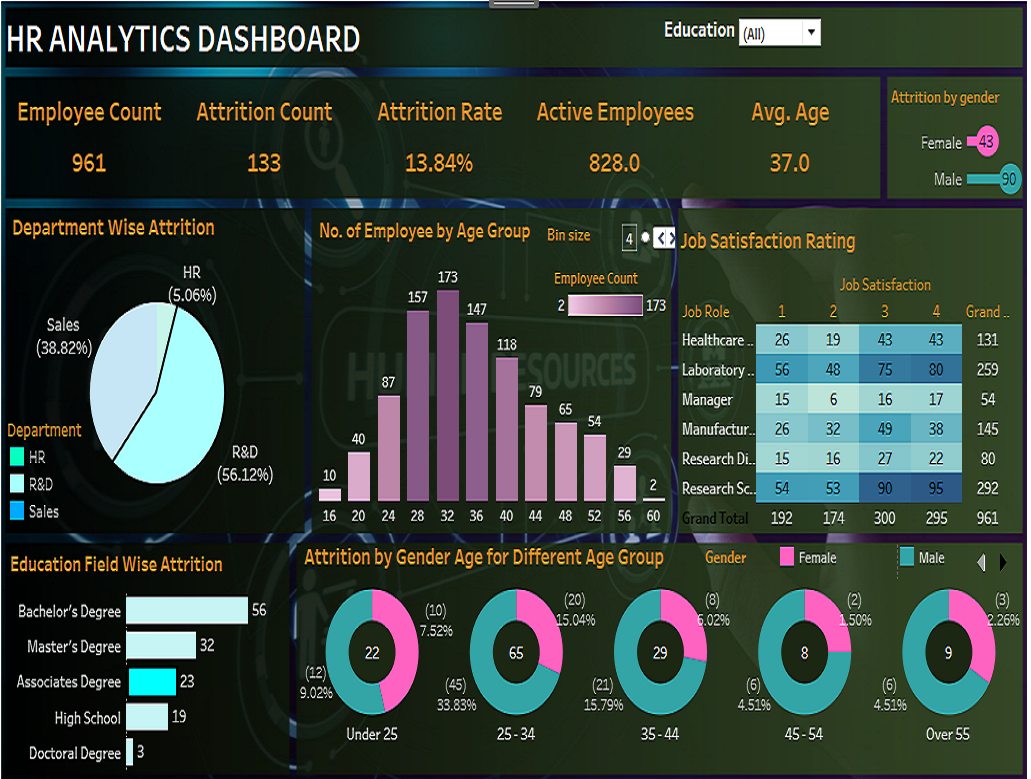 HR ANALYTICS DASHBOARD
Education (All)
Employee Count Attrition Count Attrition Rate Active Employees Avg. Age
961 133 13.84% 828.0 37.0
Attrition by gender
Female 43
Male 90
Department Wise Attrition
HR
(5.06%)
Sales
(38.82%)
R&D
(56.12%)
Department
HR
R&D
Sales
No. of Employee by Age Group
Bin size 4
Employee Count
2 173
10 40 87 157 173 147 118 79 65 54 29 2
16 20 24 28 32 36 40 44 48 52 56 60
Job Satisfaction Rating
Job Satisfaction
Job Role 1 2 3 4 Grand ..
Healthcare .. 26 19 43 43 131
Laboratory .. 56 48 75 80 259
Manager 15 6 16 17 54
Manufactur.. 26 32 49 38 145
Research Di.. 15 16 27 22 80
Research Sc.. 54 53 90 95 292
Grand Total 192 174 300 295 961
Education Field Wise Attrition
Bachelor's Degree 56
Master's Degree 32
Associates Degree 23
High School 19
Doctoral Degree 3
Attrition by Gender Age for Different Age Group
Gender Female Male
(10)
7.52%
22
(12)
9.02%
Under 25
(20)
15.04%
65
(45)
33.83%
25 - 34
(8)
6.02%
29
(21)
15.79%
35 - 44
(2)
1.50%
8
(6)
4.51%
45 - 54
(3)
2.26%
9
(6)
4.51%
Over 55